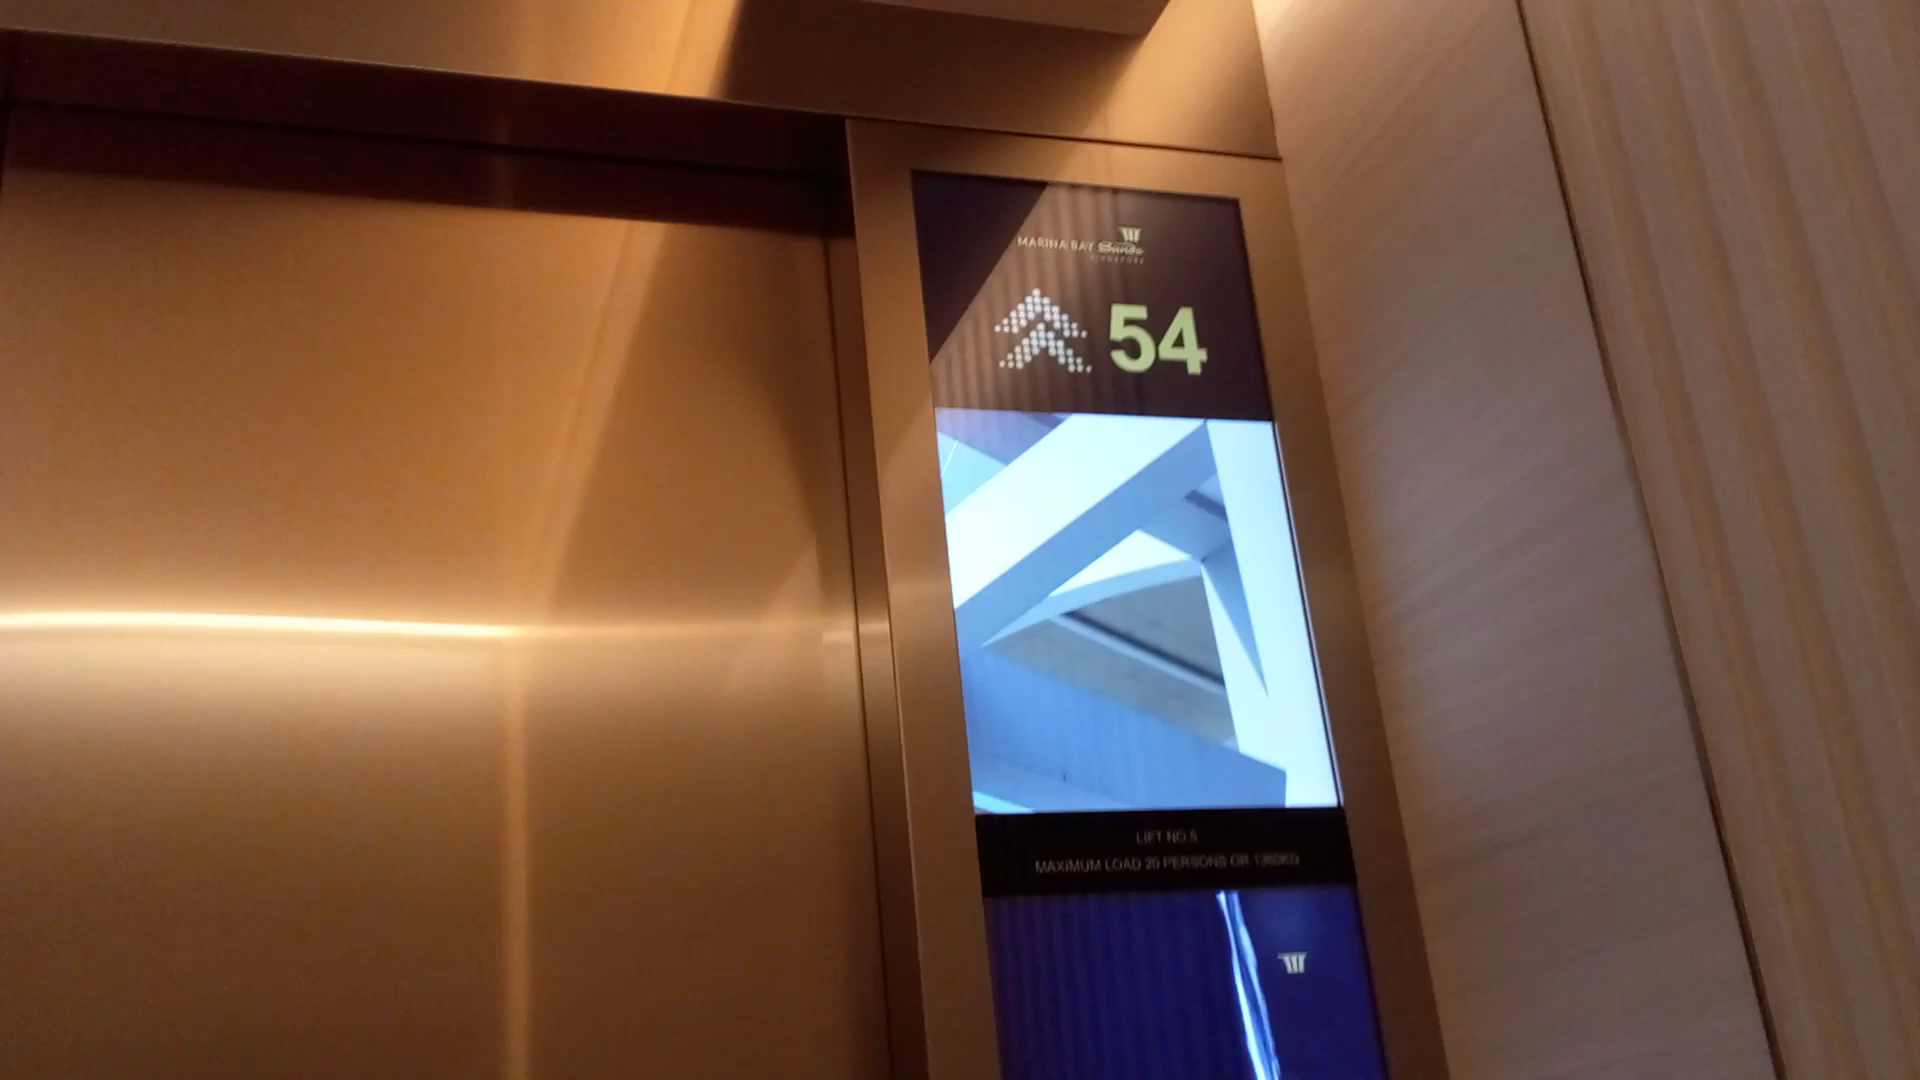 MARINA BAY Sands
SINGAPORE
54
LIFT NO.5
MAXIMUM LOAD 20 PERSONS OR 1360KG